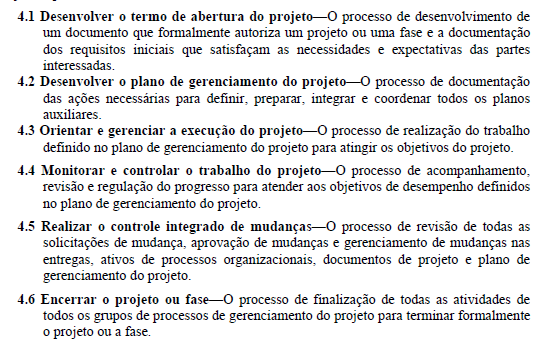 4.1 Desenvolver o termo de abertura do projeto—O processo de desenvolvimento de
um documento que formalmente autoriza um projeto ou uma fase e a documentação
dos requisitos iniciais que satisfaçam as necessidades e expectativas das partes
interessadas.
4.2 Desenvolver o plano de gerenciamento do projeto—O processo de documentação
das ações necessárias para definir, preparar, integrar e coordenar todos os planos
auxiliares.
4.3 Orientar e gerenciar a execução do projeto—O processo de realização do trabalho
definido no plano de gerenciamento do projeto para atingir os objetivos do projeto.
4.4 Monitorar e controlar o trabalho do projeto—O processo de acompanhamento,
revisão e regulação do progresso para atender aos objetivos de desempenho definidos
no plano de gerenciamento do projeto.
4.5 Realizar o controle integrado de mudanças—O processo de revisão de todas as
solicitações de mudança, aprovação de mudanças e gerenciamento de mudanças nas
entregas, ativos de processos organizacionais, documentos de projeto e plano de
gerenciamento do projeto.
4.6 Encerrar o projeto ou fase—O processo de finalização de todas as atividades de
todos os grupos de processos de gerenciamento do projeto para terminar formalmente
o projeto ou a fase.